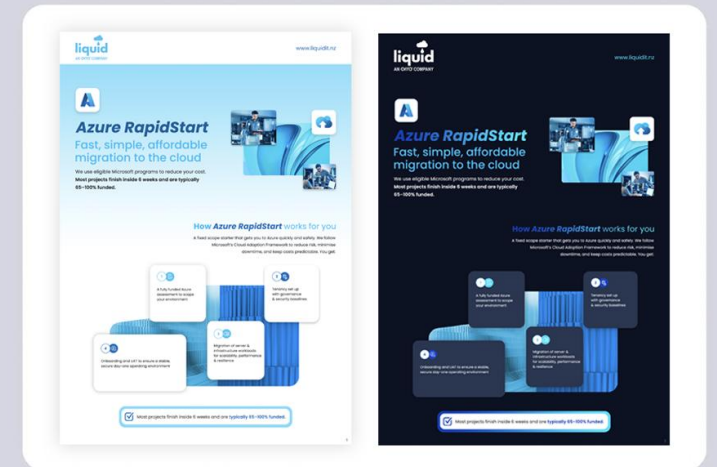 liquid
AN ENVO COMPANY
www.liquidit.nz
Azure RapidStart
Fast, simple, affordable
migration to the cloud
We use eligible Microsoft programs to reduce your cost.
Most projects finish inside 6 weeks and are typically
65–100% funded.
How Azure RapidStart works for you
A fixed scope starter that gets you to Azure quickly and safely. We follow
Microsoft's Cloud Adoption Framework to reduce risk, minimise
downtime, and keep costs predictable. You get:
1
A fully funded Azure
assessment to scope
your environment
2
Tenancy set up
with governance
& security baselines
3
Migration of server &
infrastructure workloads
for scalability, performance
& resilience
4
Onboarding and UAT to ensure a stable,
secure day-one operating environment
Most projects finish inside 6 weeks and are typically 65–100% funded.
liquid
AN ENVO COMPANY
www.liquidit.nz
Azure RapidStart
Fast, simple, affordable
migration to the cloud
We use eligible Microsoft programs to reduce your cost.
Most projects finish inside 6 weeks and are typically
65–100% funded.
How Azure RapidStart works for you
A fixed scope starter that gets you to Azure quickly and safely. We follow
Microsoft's Cloud Adoption Framework to reduce risk, minimise
downtime, and keep costs predictable. You get:
1
A fully funded Azure
assessment to scope
your environment
2
Tenancy set up
with governance
& security baselines
3
Migration of server &
infrastructure workloads
for scalability, performance
& resilience
4
Onboarding and UAT to ensure a stable,
secure day-one operating environment
Most projects finish inside 6 weeks and are typically 65–100% funded.